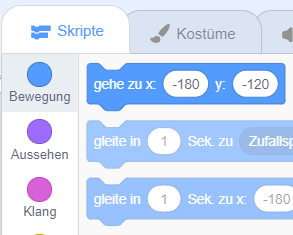 Skripte Kostüme
Bewegung
Aussehen
Klang
gehe zu x: -180 y: -120
gleite in 1 Sek. zu
gleite in 1 Sek. zu x: -180